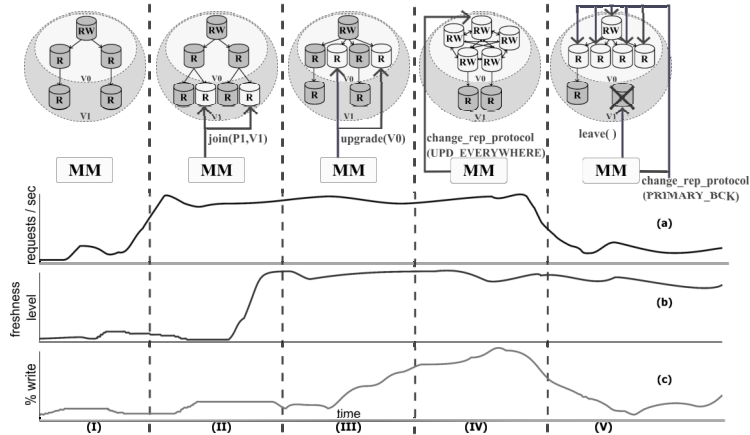 RW
R R
V0
R R
V1
MM
RW
R R
V0
R R R R
V1
join(P1,V1)
MM
RW
R R R R
V0
R R
V1
upgrade(V0)
MM
RW
RW RW
RW RW
V0
R R
V1
change_rep_protocol
(UPD_EVERYWHERE)
MM
RW
R R R R
V0
R
V1
leave( )
MM
change_rep_protocol
(PRIMARY_BCK)
requests / sec
(a)
freshness
level
(b)
% write
(c)
time
(I) (II) (III) (IV) (V)